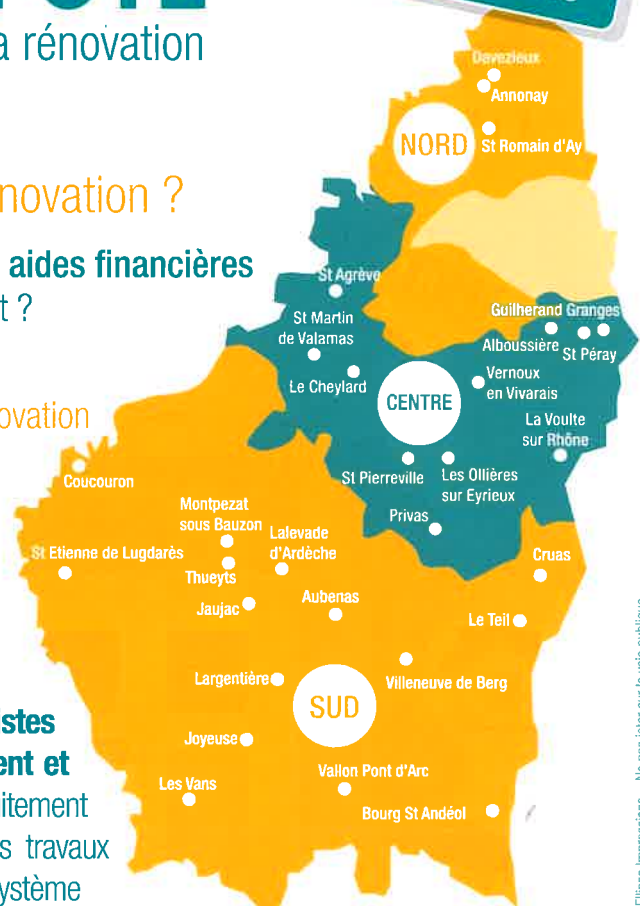 a rénovation
novation ?
aides financières
t ?
ovation
Davezieux
Annonay
NORD
St Romain d'Ay
St Agrève
St Martin
de Valamas
Le Cheylard
Guilherand Granges
Alboussière
St Péray
CENTRE
Vernoux
en Vivarais
La Voulte
sur Rhône
St Pierreville
Les Ollières
sur Eyrieux
Privas
Coucouron
Montpezat
sous Bauzon
Lalevade
d'Ardèche
St Etienne de Lugdarès
Thueyts
Jaujac
Aubenas
Cruas
Le Teil
Largentière
Villeneuve de Berg
SUD
Joyeuse
Vallon Pont d'Arc
Les Vans
Bourg St Andéol
istes
ent et
itement
s travaux
ystème